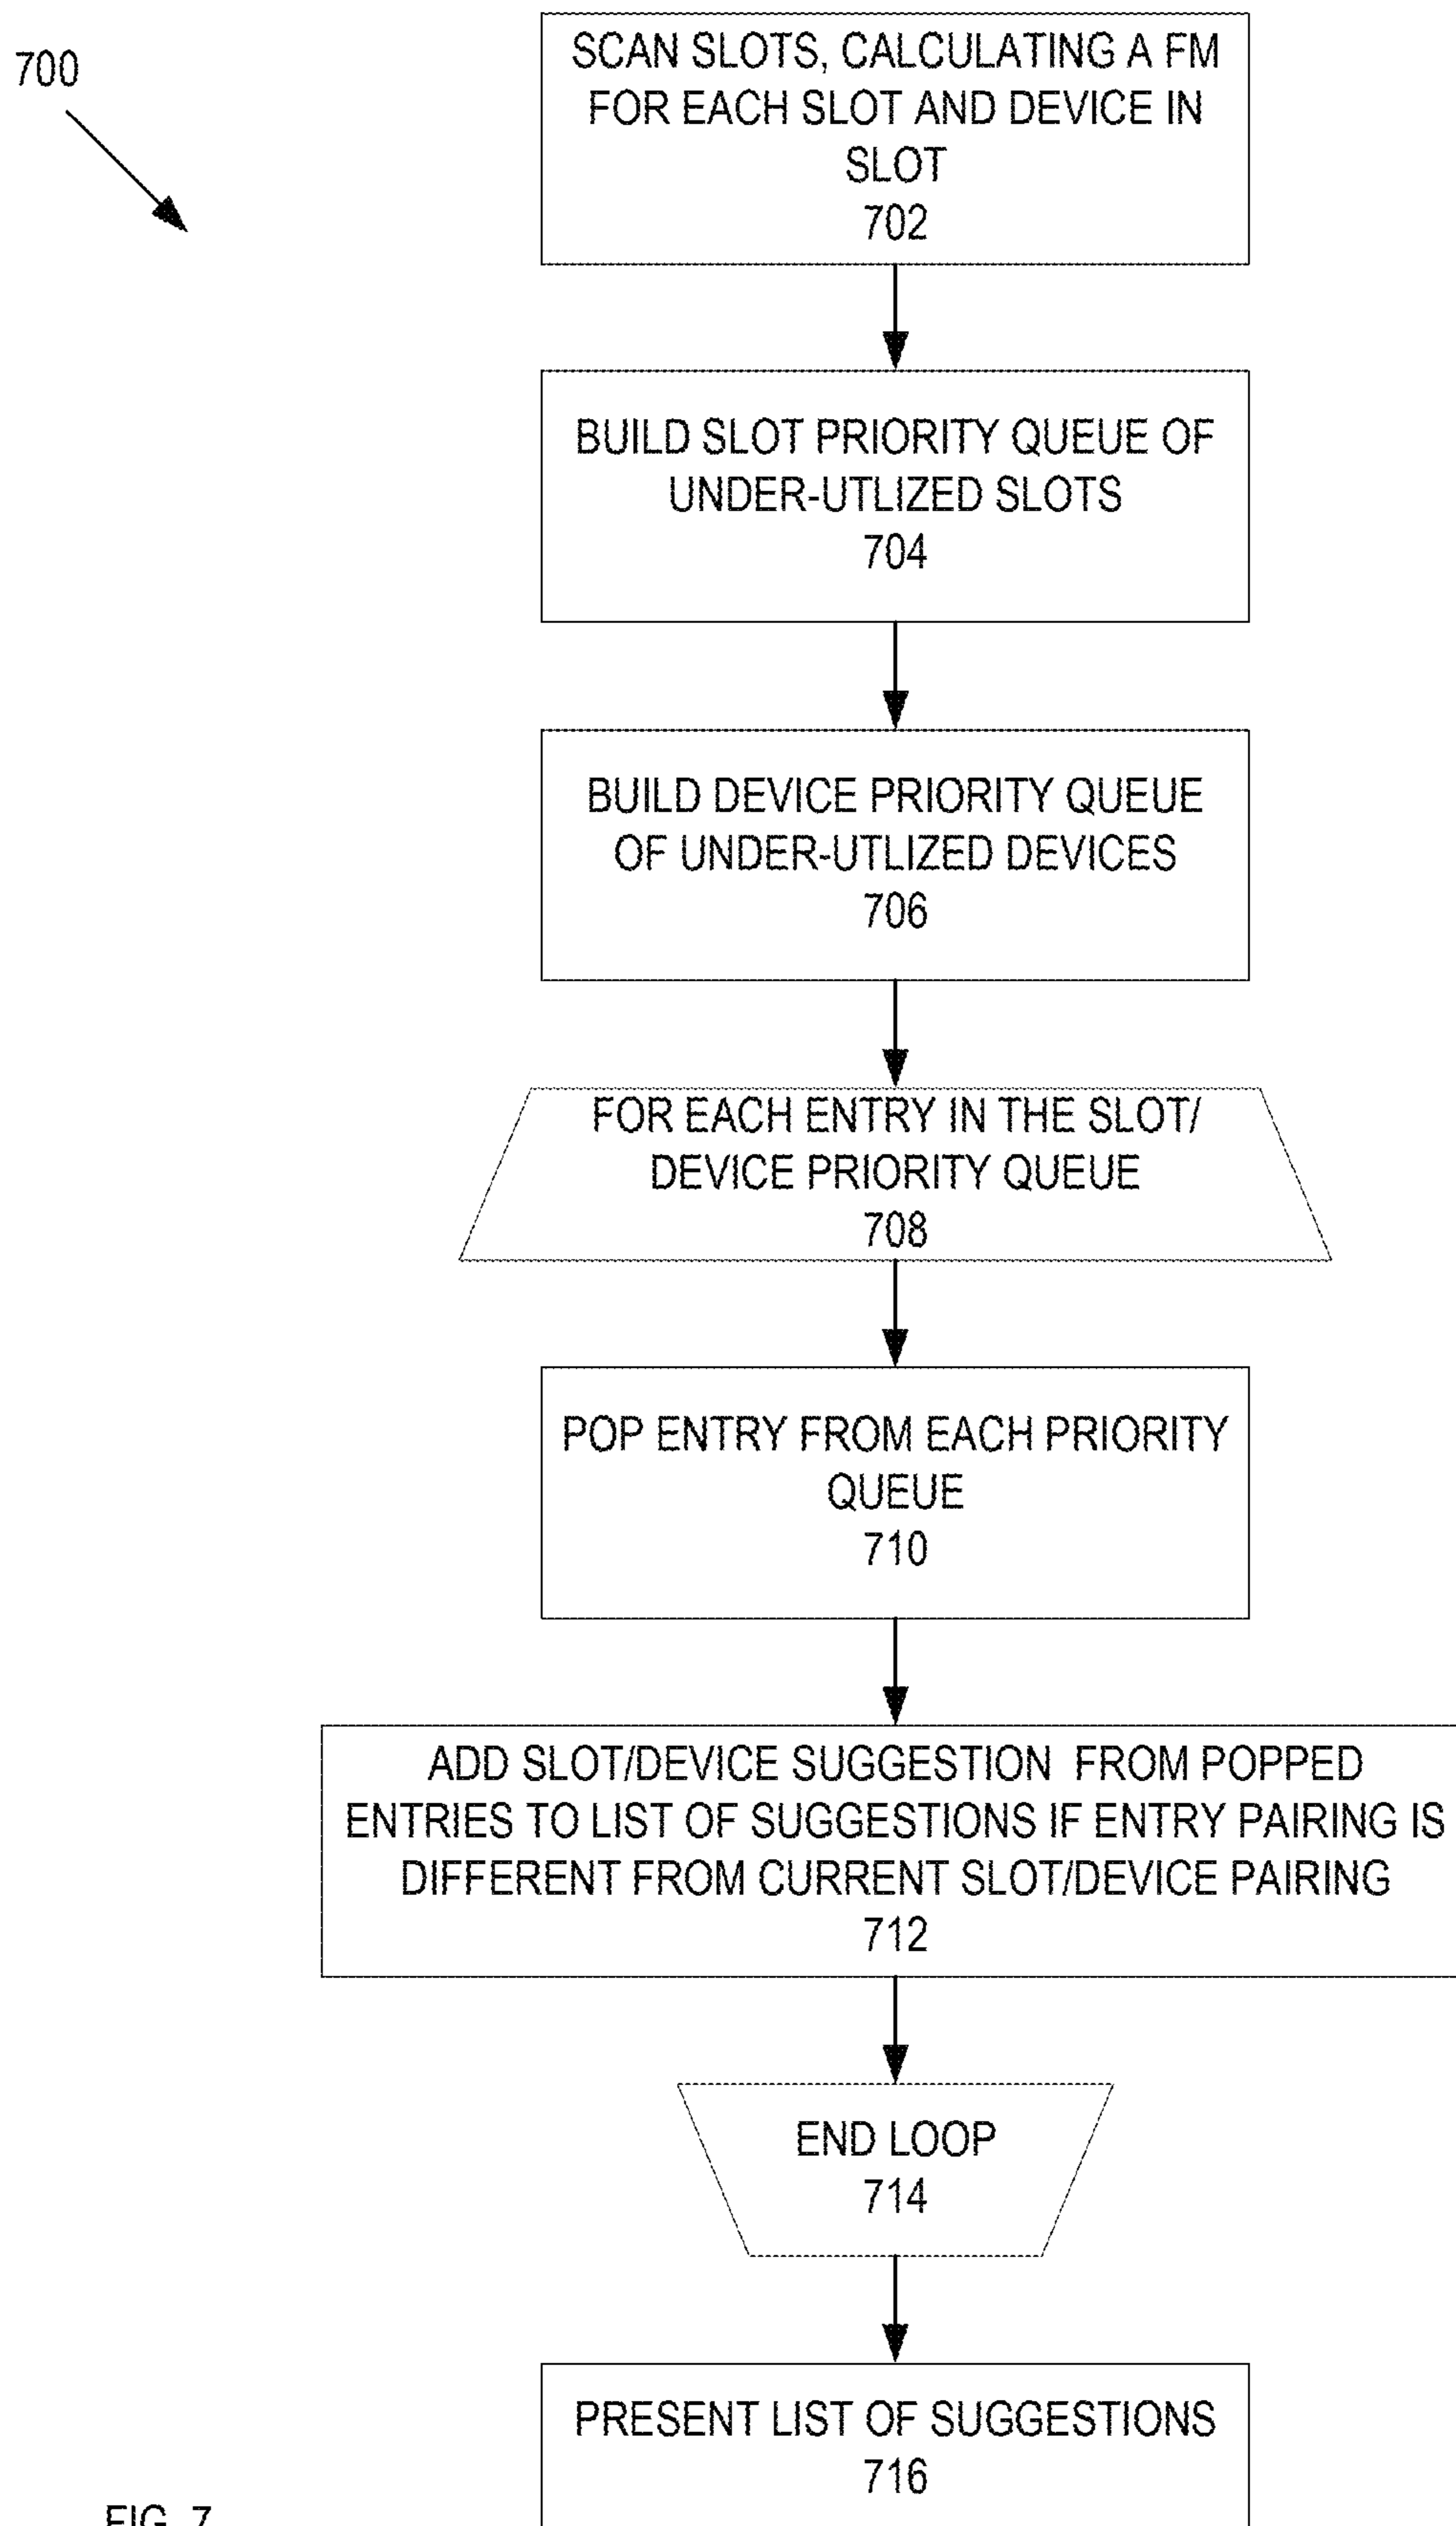 700
SCAN SLOTS, CALCULATING A FM
FOR EACH SLOT AND DEVICE IN
SLOT
702
BUILD SLOT PRIORITY QUEUE OF
UNDER-UTLIZED SLOTS
704
BUILD DEVICE PRIORITY QUEUE
OF UNDER-UTLIZED DEVICES
706
FOR EACH ENTRY IN THE SLOT/
DEVICE PRIORITY QUEUE
708
POP ENTRY FROM EACH PRIORITY
QUEUE
710
ADD SLOT/DEVICE SUGGESTION FROM POPPED
ENTRIES TO LIST OF SUGGESTIONS IF ENTRY PAIRING IS
DIFFERENT FROM CURRENT SLOT/DEVICE PAIRING
712
END LOOP
714
PRESENT LIST OF SUGGESTIONS
716
FIG. 7